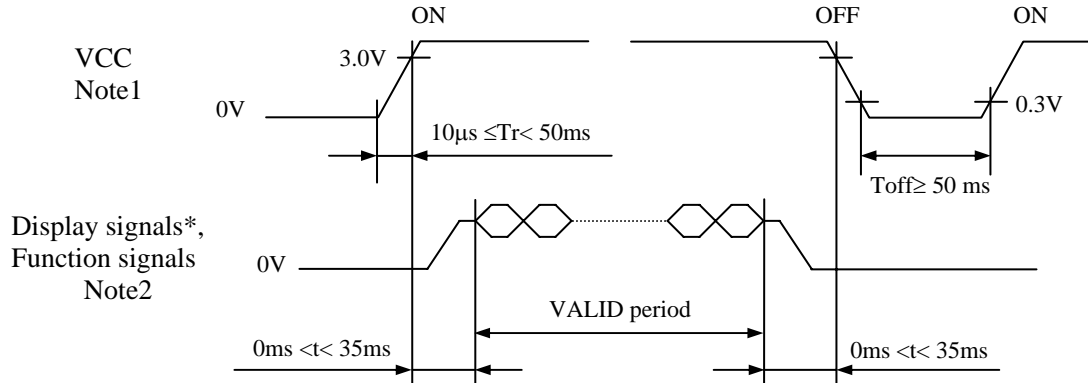 ON OFF ON
VCC
Note1
3.0V
0V
0.3V
10μs ≤Tr< 50ms
Toff≥ 50 ms
Display signals*,
Function signals
Note2
0V
VALID period
0ms <t< 35ms
0ms <t< 35ms